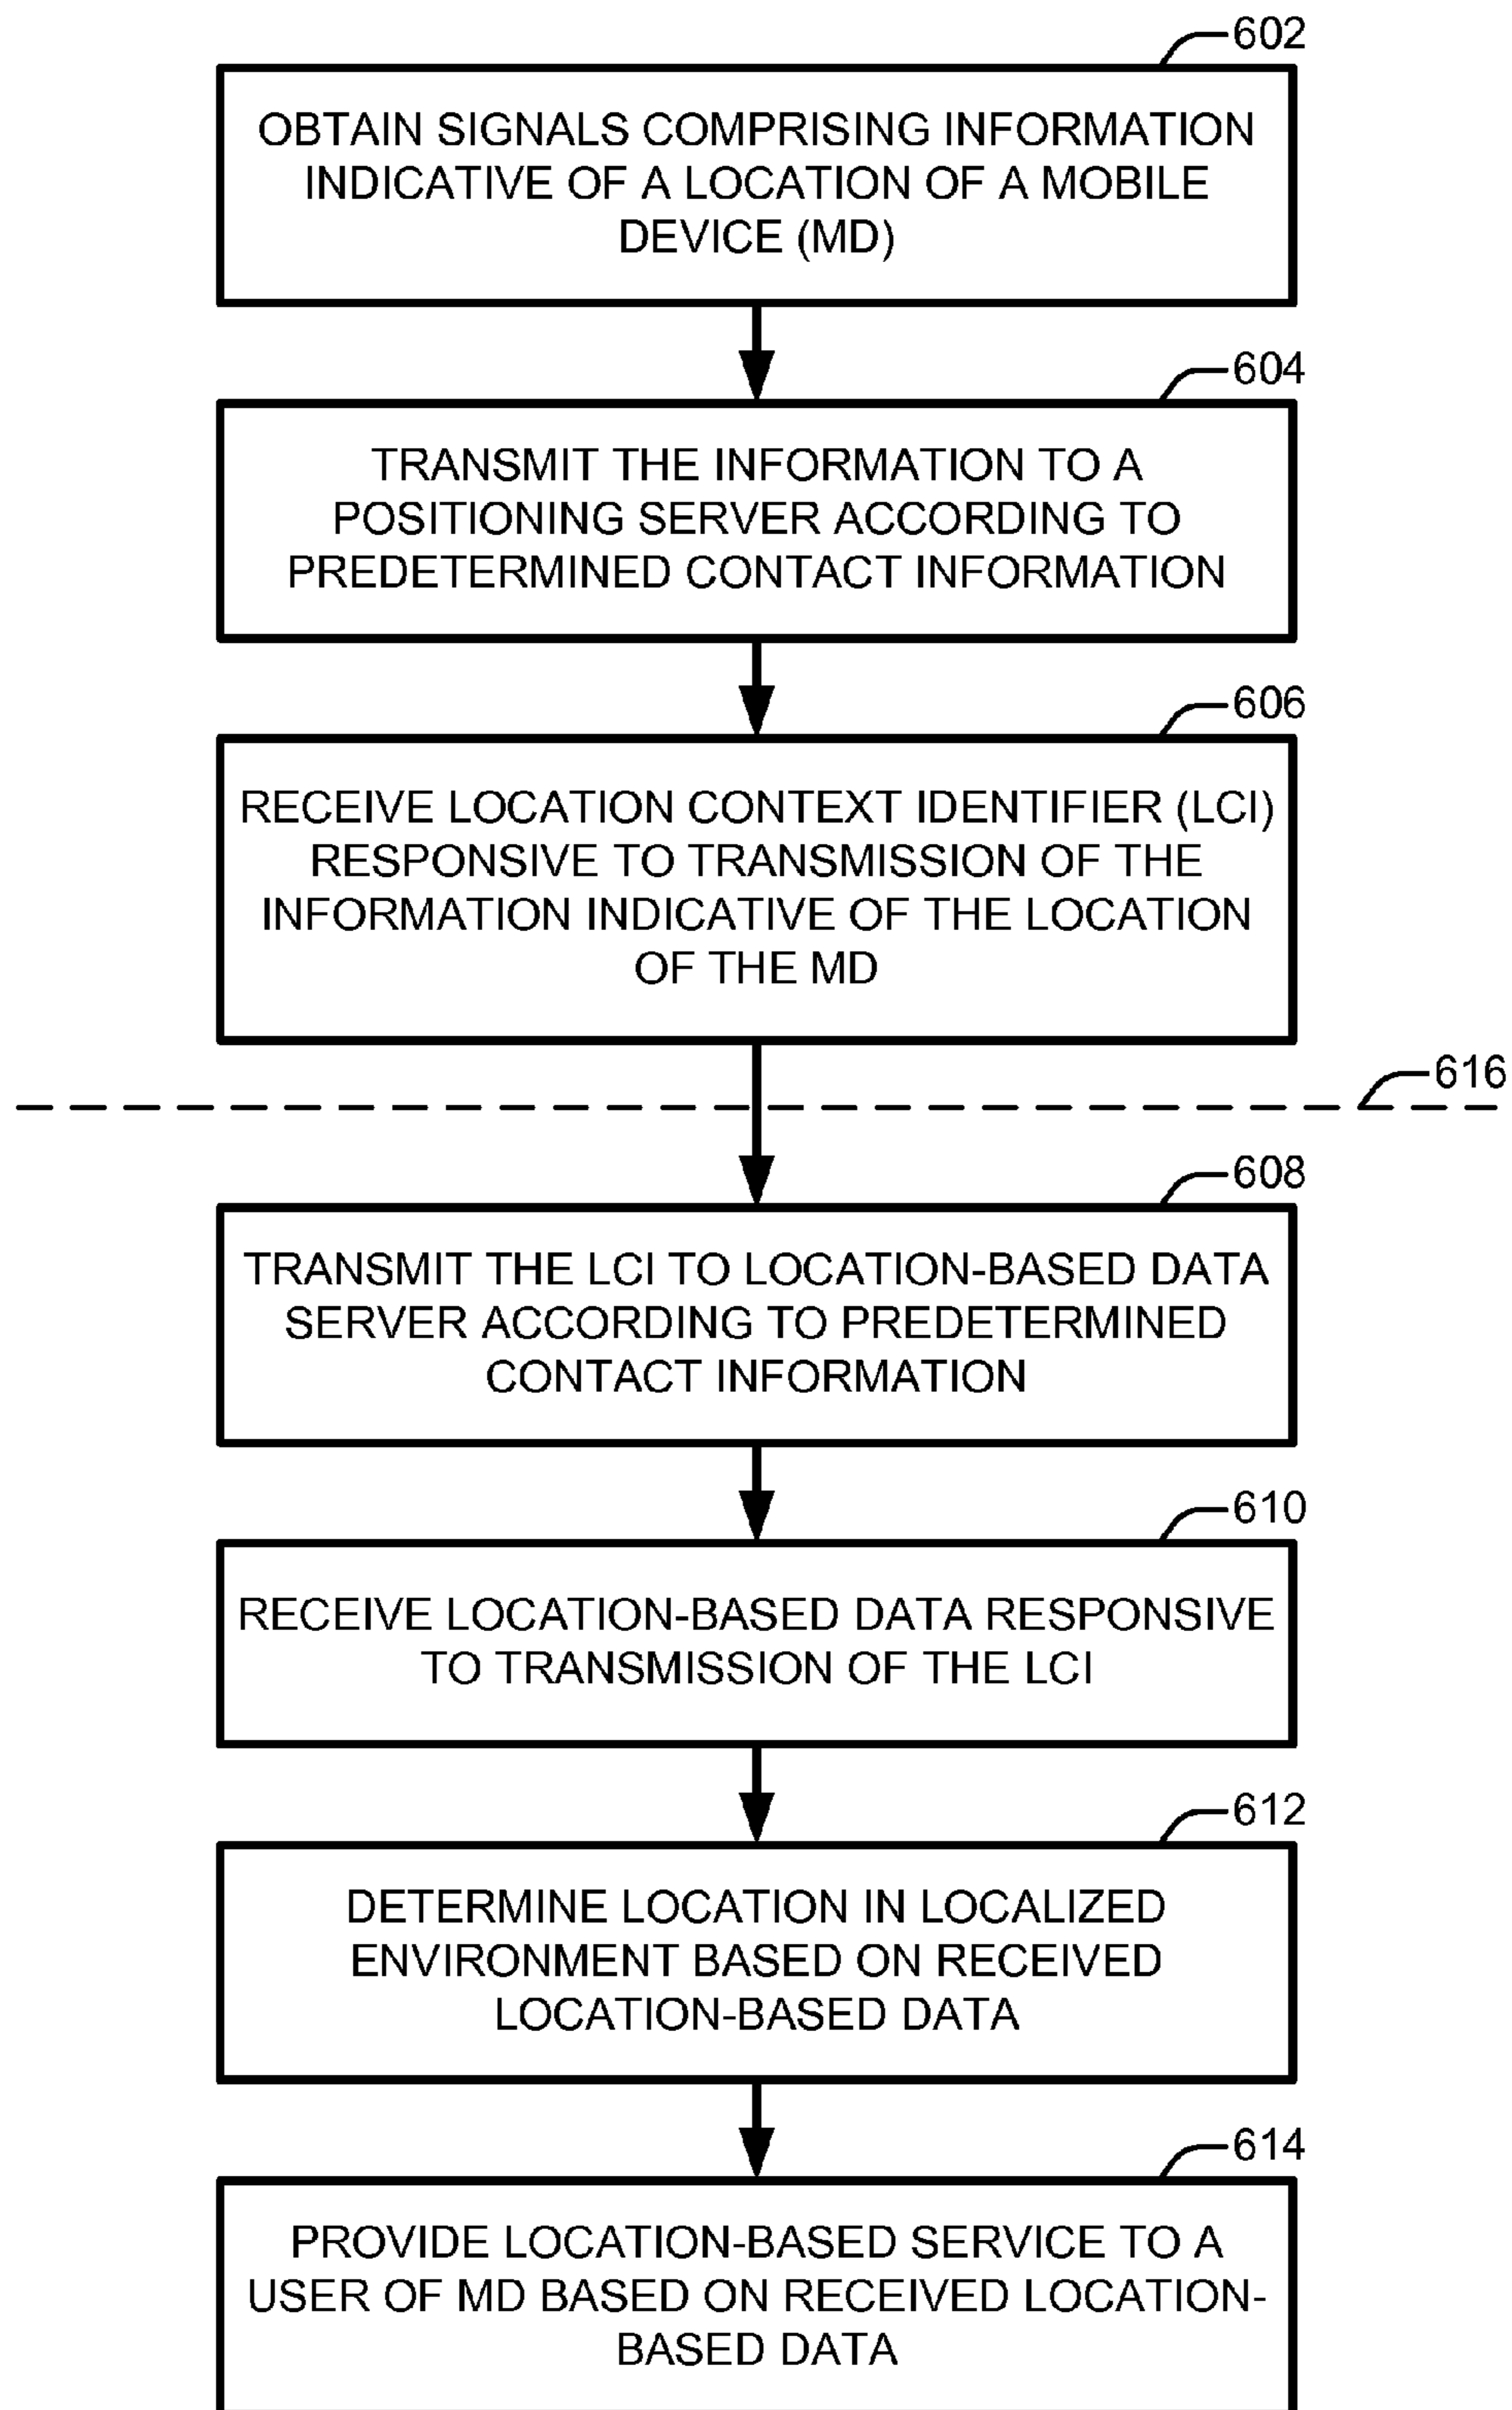 602
OBTAIN SIGNALS COMPRISING INFORMATION
INDICATIVE OF A LOCATION OF A MOBILE
DEVICE (MD)
604
TRANSMIT THE INFORMATION TO A
POSITIONING SERVER ACCORDING TO
PREDETERMINED CONTACT INFORMATION
606
RECEIVE LOCATION CONTEXT IDENTIFIER (LCI)
RESPONSIVE TO TRANSMISSION OF THE
INFORMATION INDICATIVE OF THE LOCATION
OF THE MD
616
608
TRANSMIT THE LCI TO LOCATION-BASED DATA
SERVER ACCORDING TO PREDETERMINED
CONTACT INFORMATION
610
RECEIVE LOCATION-BASED DATA RESPONSIVE
TO TRANSMISSION OF THE LCI
612
DETERMINE LOCATION IN LOCALIZED
ENVIRONMENT BASED ON RECEIVED
LOCATION-BASED DATA
614
PROVIDE LOCATION-BASED SERVICE TO A
USER OF MD BASED ON RECEIVED LOCATION-
BASED DATA